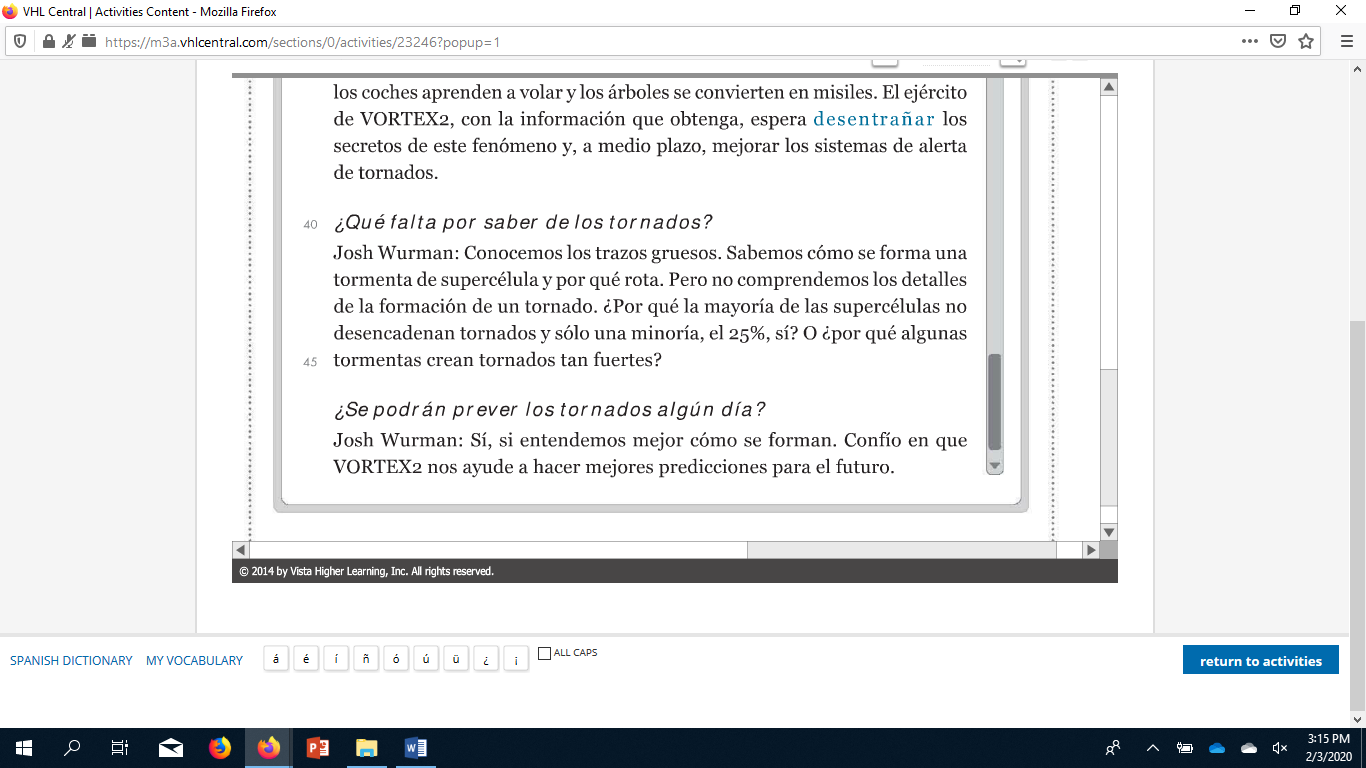 VHL Central | Activities Content - Mozilla Firefox
https://m3a.vhlcentral.com/sections/0/activities/23246?popup=1
los coches aprenden a volar y los árboles se convierten en misiles. El ejército
de VORTEX2, con la información que obtenga, espera desentrañar los
secretos de este fenómeno y, a medio plazo, mejorar los sistemas de alerta
de tornados.
40 ¿Qué falta por saber de los tornados?
Josh Wurman: Conocemos los trazos gruesos. Sabemos cómo se forma una
tormenta de supercélula y por qué rota. Pero no comprendemos los detalles
de la formación de un tornado. ¿Por qué la mayoría de las supercélulas no
desencadenan tornados y sólo una minoría, el 25%, sí? O ¿por qué algunas
45 tormentas crean tornados tan fuertes?
¿Se podrán prever los tornados algún día?
Josh Wurman: Sí, si entendemos mejor cómo se forman. Confío en que
VORTEX2 nos ayude a hacer mejores predicciones para el futuro.
© 2014 by Vista Higher Learning, Inc. All rights reserved.
SPANISH DICTIONARY MY VOCABULARY á é í ñ ó ú ü ¿ ¡ ALL CAPS
return to activities
3:15 PM
2/3/2020